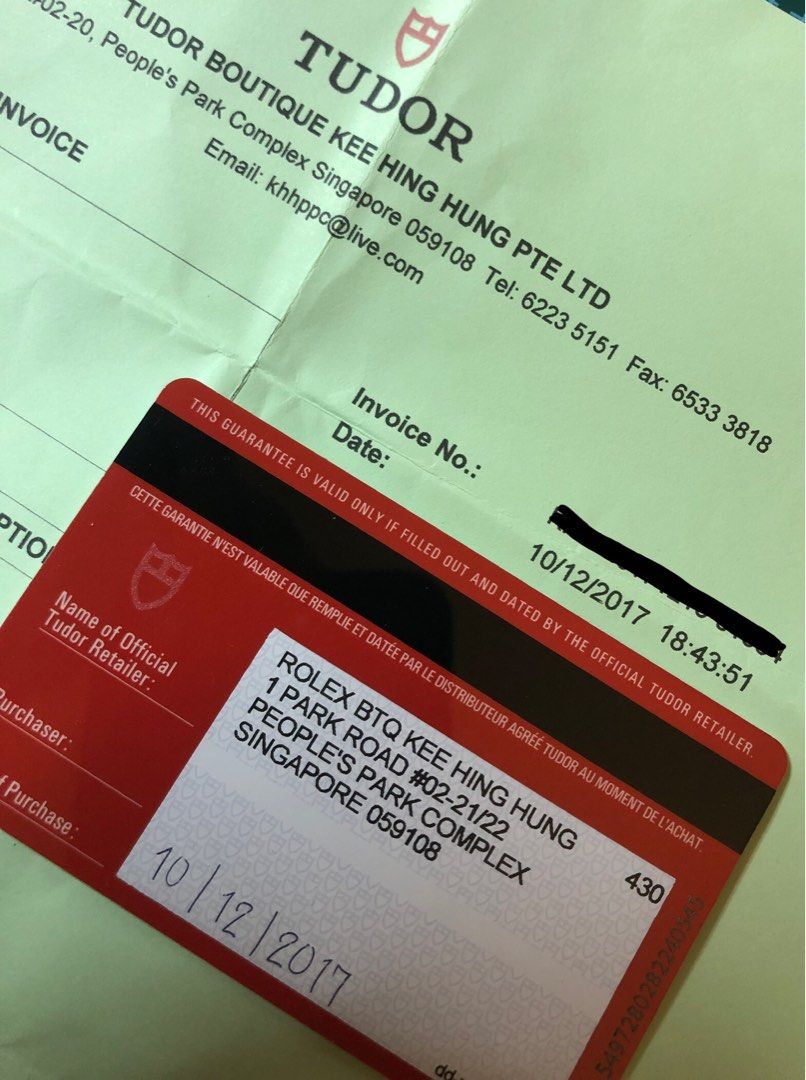 TUDOR
TUDOR BOUTIQUE KEE HING HUNG PTE LTD
#02-20, People's Park Complex Singapore 059108 Tel: 6223 5151 Fax: 6533 3818
Email: khhppc@live.com
INVOICE
Invoice No.:
Date:
10/12/2017 18:43:51
THIS GUARANTEE IS VALID ONLY IF FILLED OUT AND DATED BY THE OFFICIAL TUDOR RETAILER.
CETTE GARANTIE N'EST VALABLE QUE REMPLIE ET DATÉE PAR LE DISTRIBUTEUR AGRÉÉ TUDOR AU MOMENT DE L'ACHAT.
Name of Official
Tudor Retailer:
Purchaser:
of Purchase:
ROLEX BTQ KEE HING HUNG
1 PARK ROAD #02-21/22
PEOPLE'S PARK COMPLEX
SINGAPORE 059108
430
10/12/2017